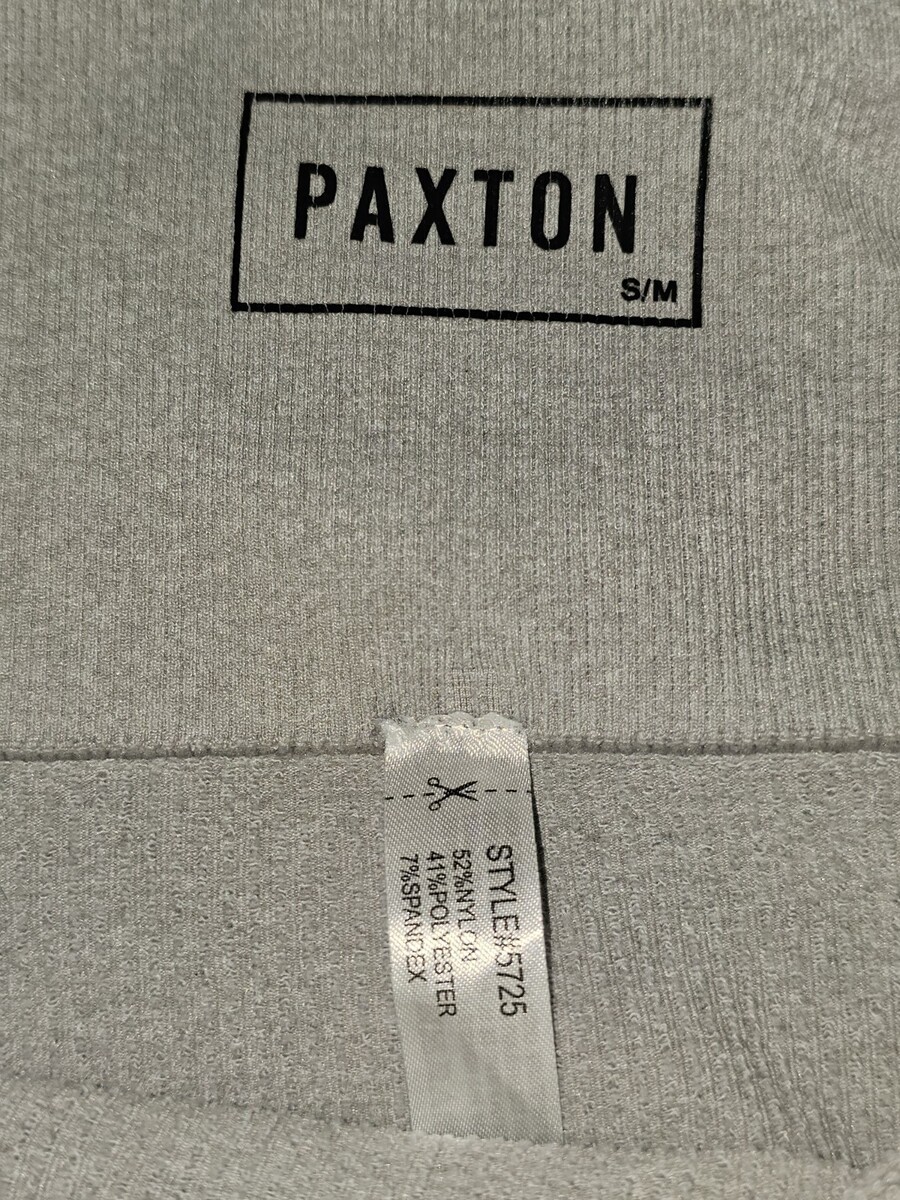 PAXTON
S/M
STYLE#5725
52%NYLON
41%POLYESTER
7%SPANDEX